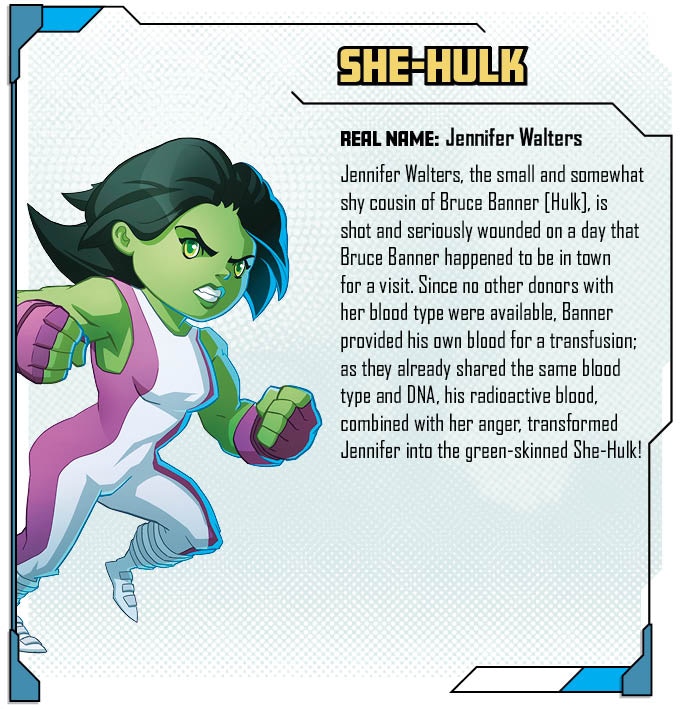 SHE-HULK
REAL NAME: Jennifer Walters
Jennifer Walters, the small and somewhat
shy cousin of Bruce Banner [Hulk], is
shot and seriously wounded on a day that
Bruce Banner happened to be in town
for a visit. Since no other donors with
her blood type were available, Banner
provided his own blood for a transfusion;
as they already shared the same blood
type and DNA, his radioactive blood,
combined with her anger, transformed
Jennifer into the green-skinned She-Hulk!